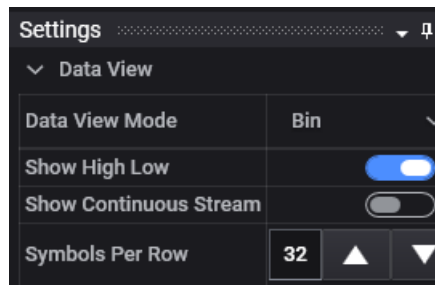 Settings
Data View
Data View Mode Bin
Show High Low
Show Continuous Stream
Symbols Per Row 32